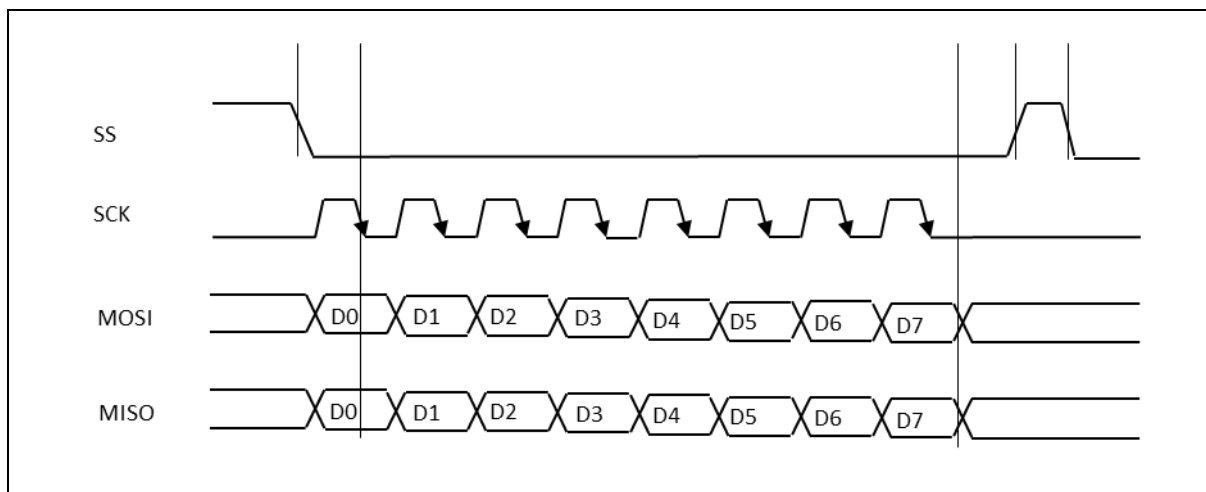 SS
SCK
MOSI D0 D1 D2 D3 D4 D5 D6 D7
MISO D0 D1 D2 D3 D4 D5 D6 D7